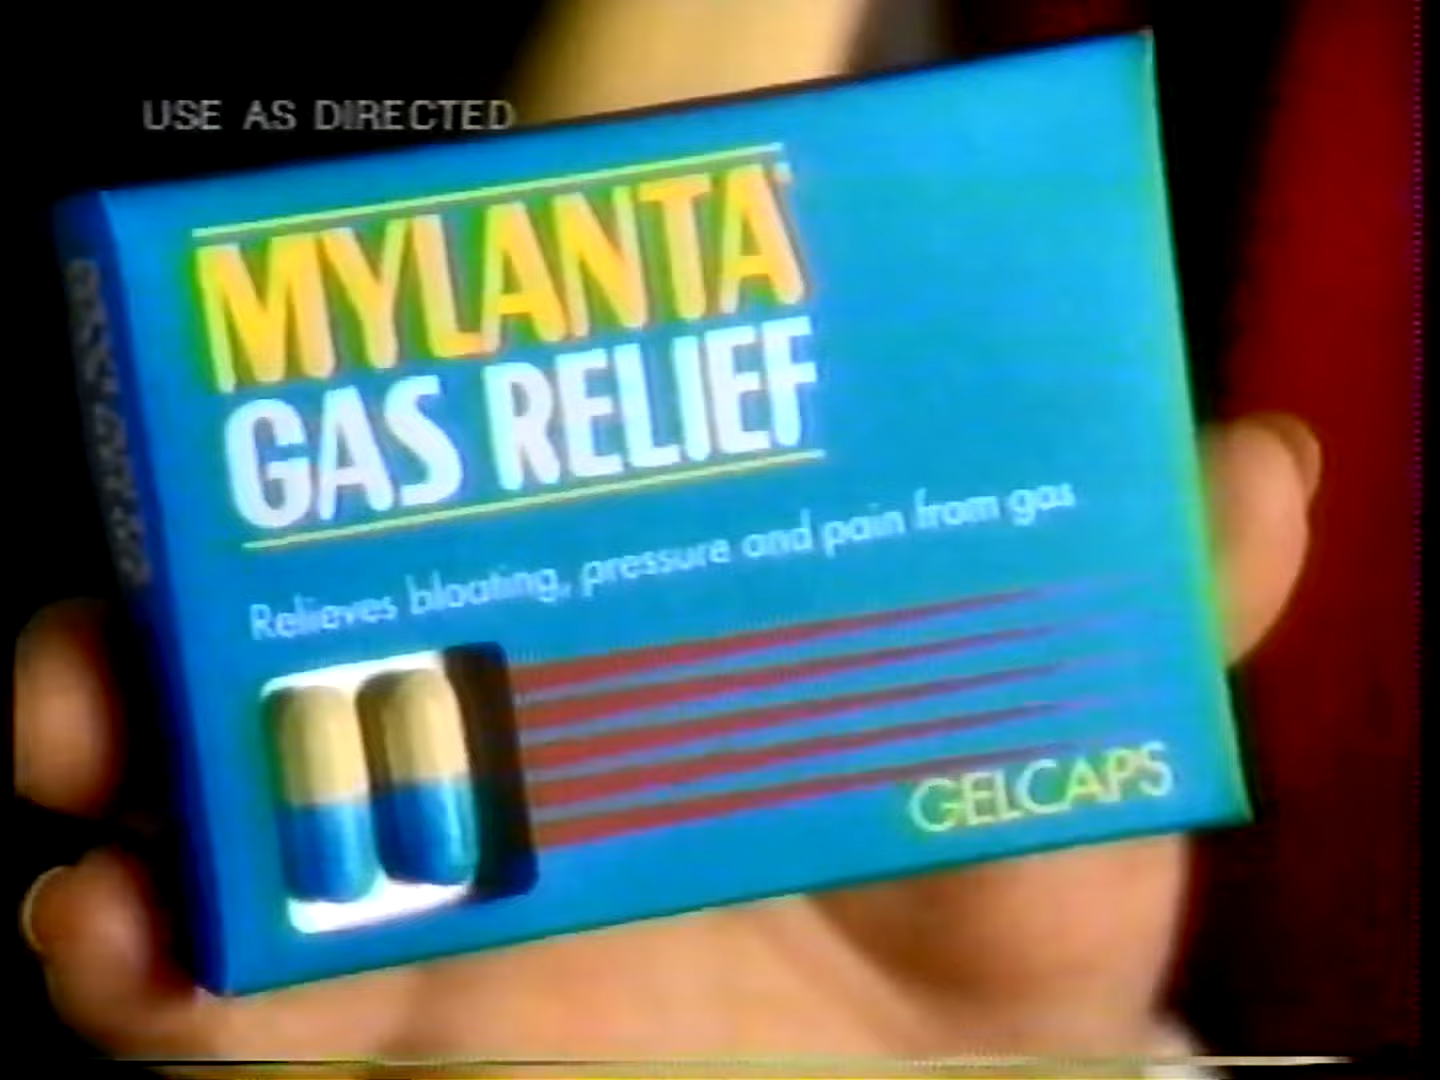 USE AS DIRECTED
MYLANTA
GAS RELIEF
Relieves bloating, pressure and pain from gas
GELCAPS